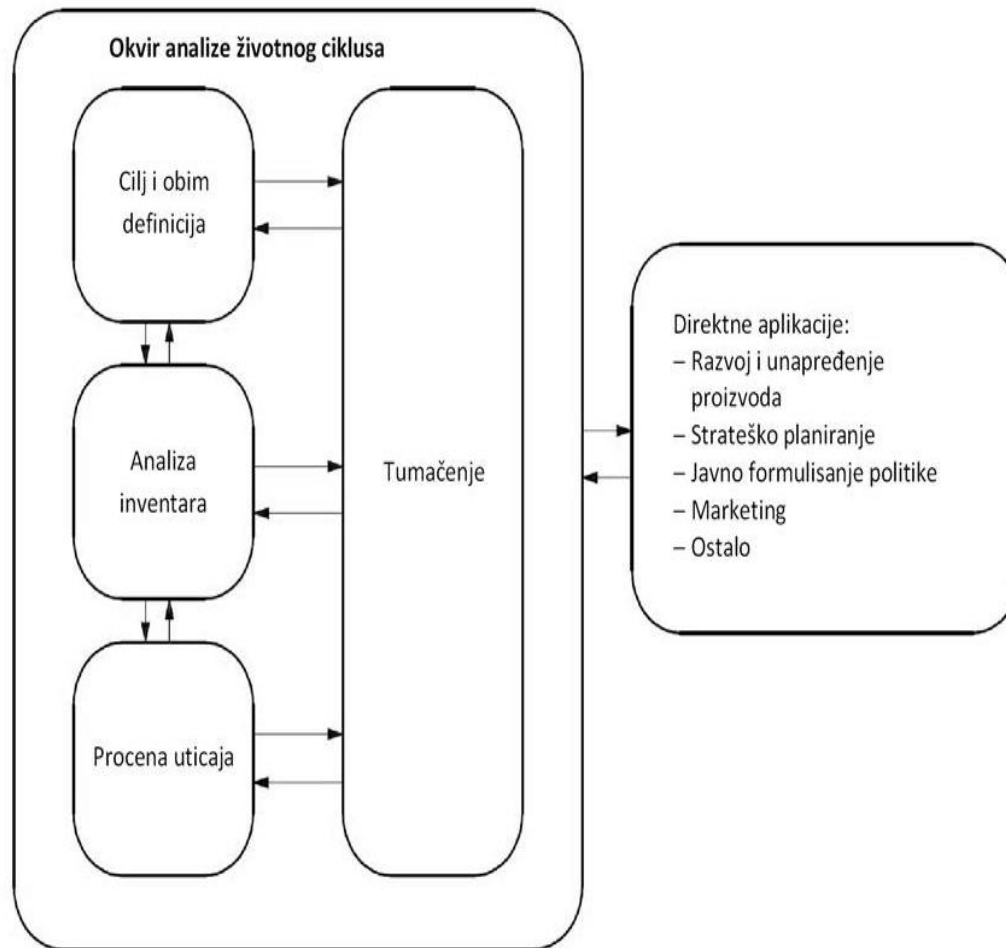 Okvir analize životnog ciklusa
Cilj i obim
definicija
Analiza
inventara
Procena uticaja
Tumačenje
Direktne aplikacije:
– Razvoj i unapređenje
proizvoda
– Strateško planiranje
– Javno formulisanje politike
– Marketing
– Ostalo